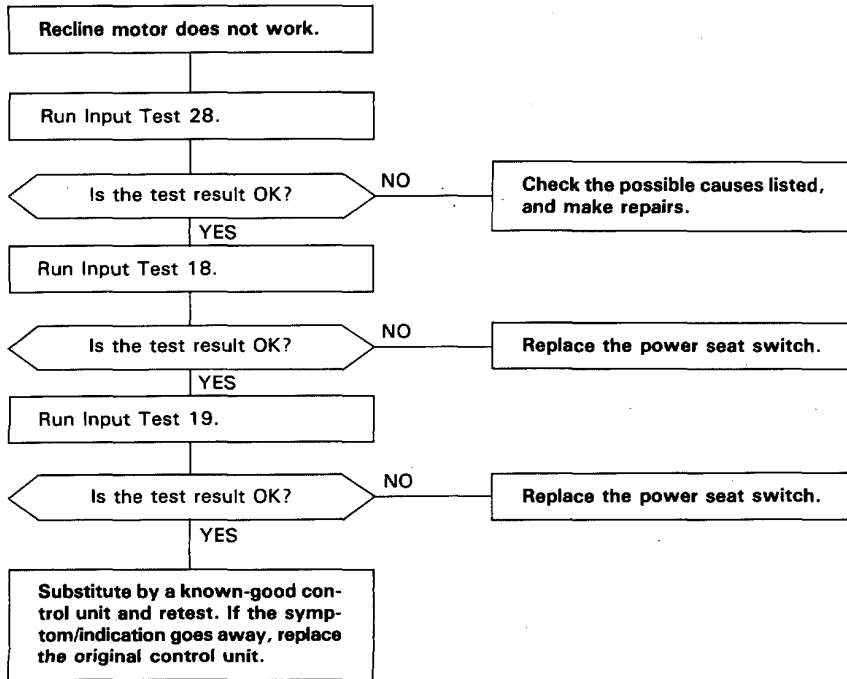 Recline motor does not work.
Run Input Test 28.
Is the test result OK?
NO
Check the possible causes listed,
and make repairs.
YES
Run Input Test 18.
Is the test result OK?
NO
Replace the power seat switch.
YES
Run Input Test 19.
Is the test result OK?
NO
Replace the power seat switch.
YES
Substitute by a known-good con-
trol unit and retest. If the symp-
tom/indication goes away, replace
the original control unit.